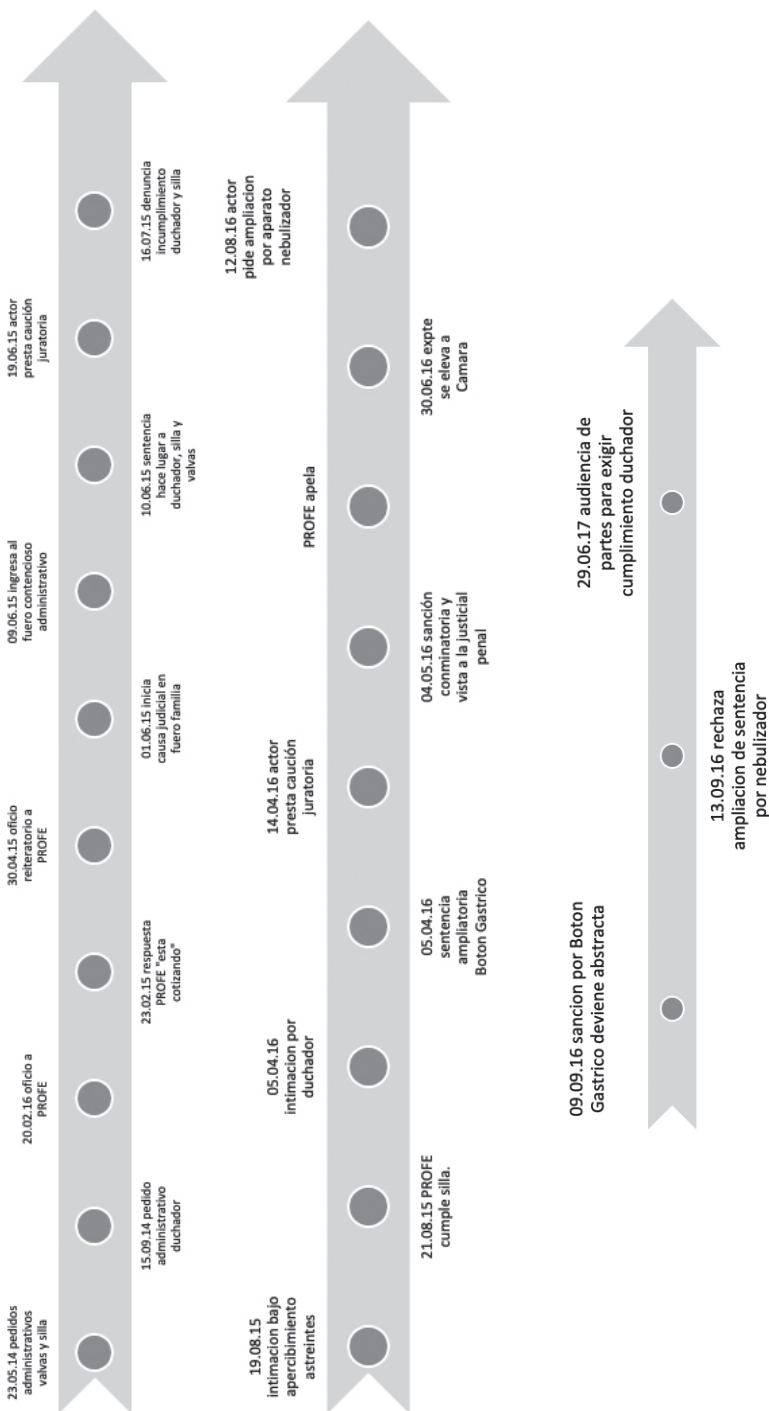 23.05.14 pedidos
administrativos
valvas y silla
15.09.14 pedido
administrativo
duchador
20.02.16 oficio a
PROFE
23.02.15 respuesta
PROFE "esta
cotizando"
30.04.15 oficio
reiteratorio a
PROFE
01.06.15 inicia
causa judicial en
fuero familia
09.06.15 ingresa al
fuero contencioso
administrativo
10.06.15 sentencia
hace lugar a
duchador, silla y
valvas
19.06.15 actor
presta caución
juratoria
16.07.15 denuncia
incumplimiento
duchador y silla
19.08.15
intimacion bajo
apercibimiento
astreintes
21.08.15 PROFE
cumple silla.
05.04.16
intimacion por
duchador
05.04.16
sentencia
ampliatoria
Boton Gastrico
14.04.16 actor
presta caución
juratoria
04.05.16 sanción
conminatoria y
vista a la justicial
penal
PROFE apela
30.06.16 expte
se eleva a
Camara
12.08.16 actor
pide ampliacion
por aparato
nebulizador
09.09.16 sancion por Boton
Gastrico deviene abstracta
13.09.16 rechaza
ampliacion de sentencia
por nebulizador
29.06.17 audiencia de
partes para exigir
cumplimiento duchador